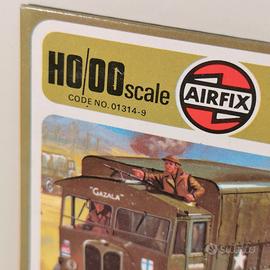 HO/OO scale
CODE NO. 01314-9
AIRFIX
"GAZALA"
subito